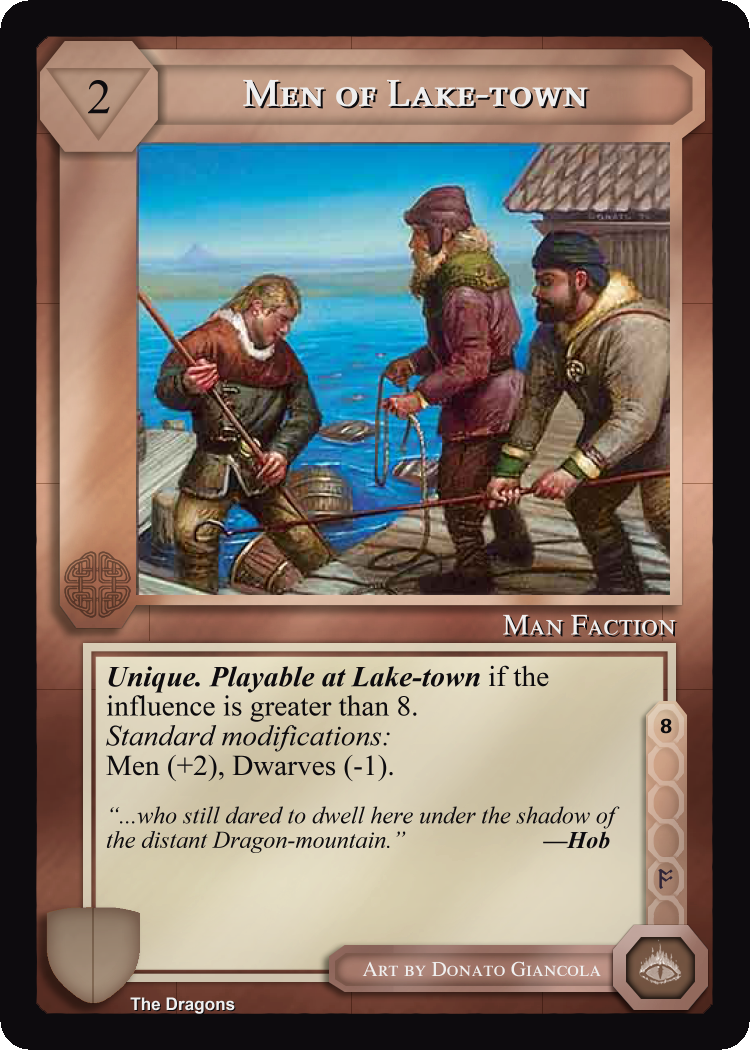 2
Men of Lake-town
Man Faction
Unique. Playable at Lake-town if the
influence is greater than 8.
Standard modifications:
Men (+2), Dwarves (-1).
8
“...who still dared to dwell here under the shadow of
the distant Dragon-mountain.” —Hob
Art by Donato Giancola
The Dragons